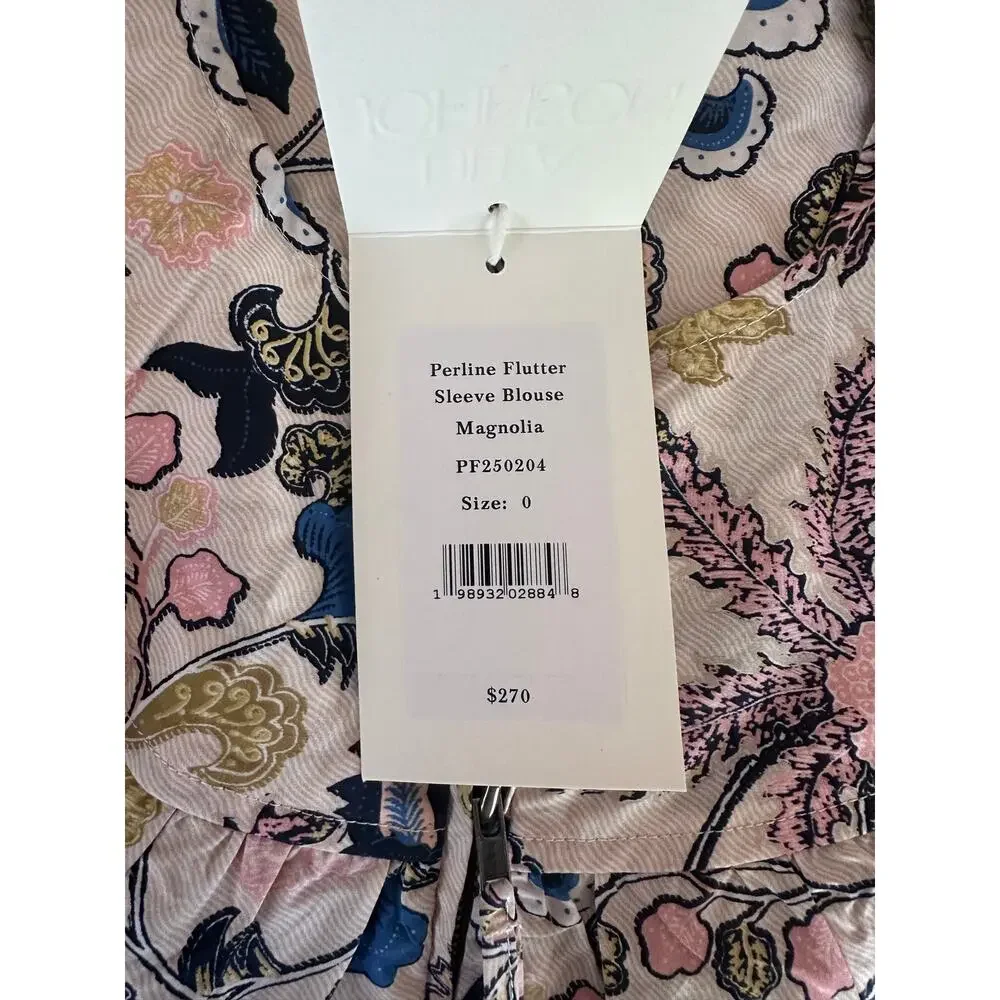 Perline Flutter
Sleeve Blouse
Magnolia
PF250204
Size: 0
1 98932 02884 8
$270